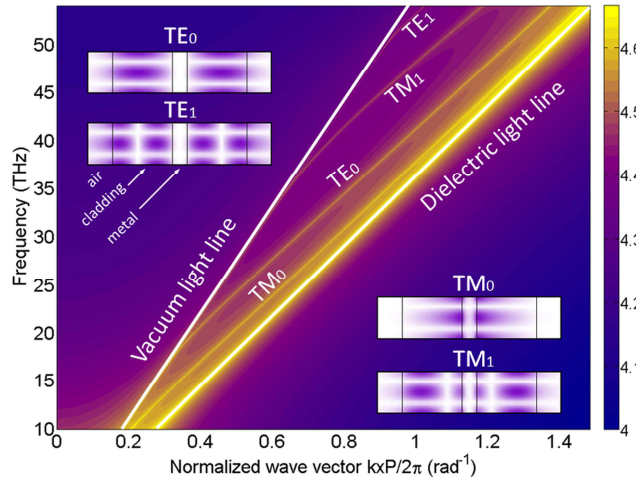 TE0
TE1
air
cladding
metal
Vacuum light line
TE1
TM1
TE0
TM0
Dielectric light line
TM0
TM1
50
45
40
35
30
25
20
15
10
Frequency (THz)
0 0.2 0.4 0.6 0.8 1 1.2 1.4
Normalized wave vector kxP/2π (rad⁻¹)
4.6
4.5
4.4
4.3
4.2
4.1
4